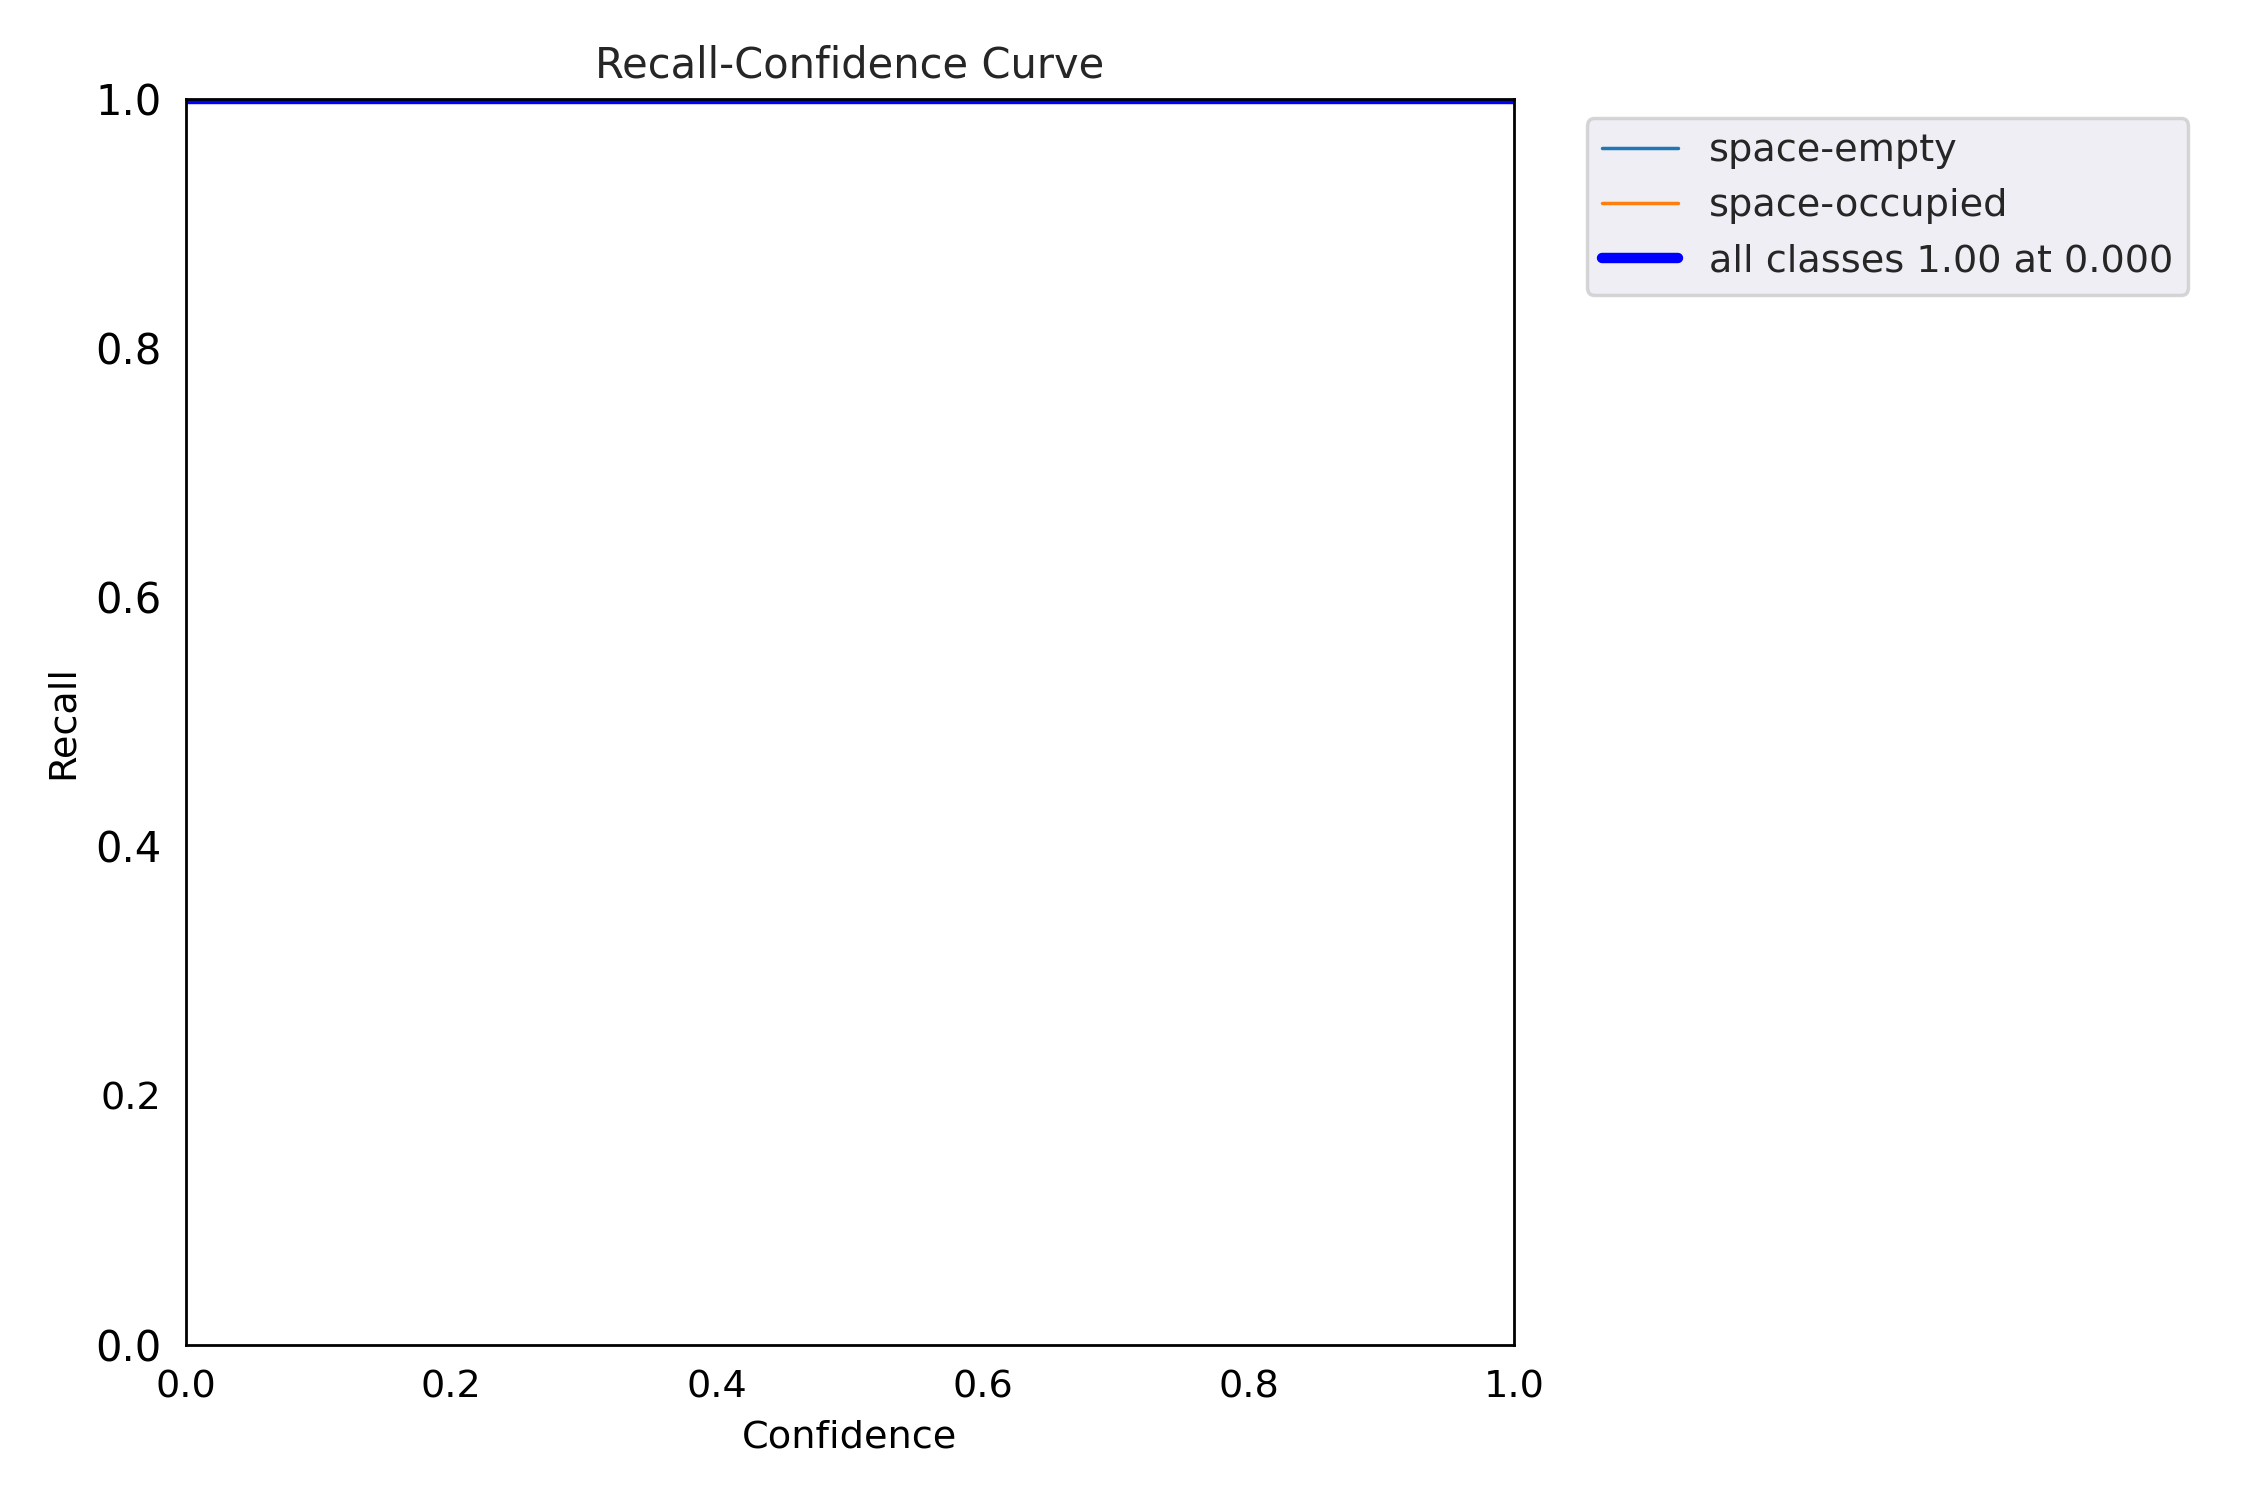 Recall-Confidence Curve
1.0
0.8
0.6
0.4
0.2
0.0
Recall
0.0 0.2 0.4 0.6 0.8 1.0
Confidence
space-empty
space-occupied
all classes 1.00 at 0.000